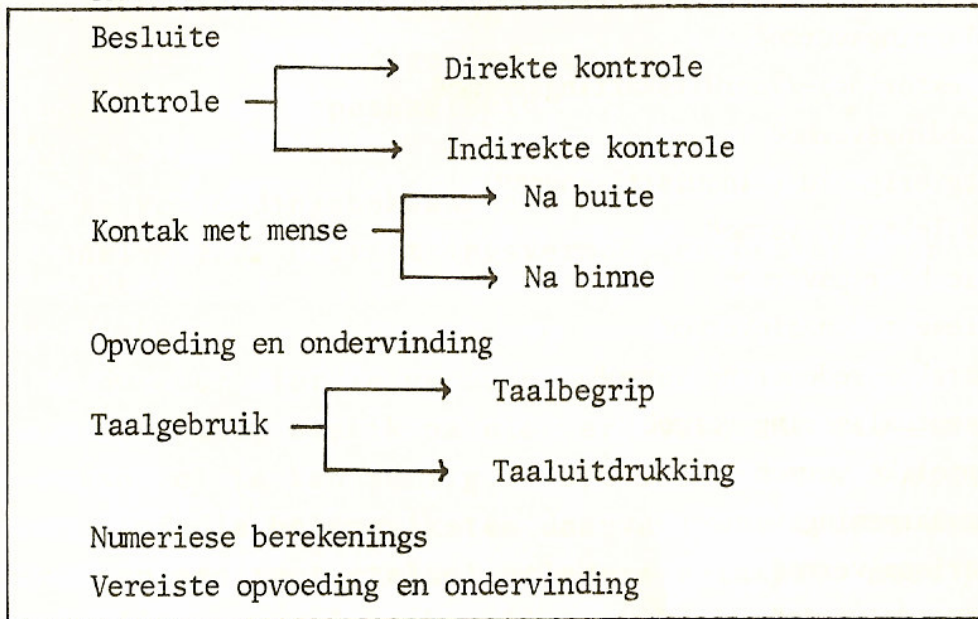 Besluite
Direkte kontrole
Kontrole
Indirekte kontrole
Na buite
Kontak met mense
Na binne
Opvoeding en ondervinding
Taalbegrip
Taalgebruik
Taaluitdrukking
Numeriese berekenings
Vereiste opvoeding en ondervinding